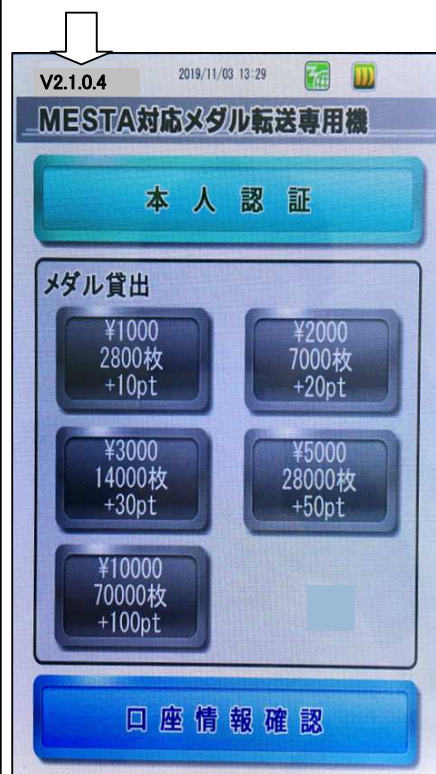 V2.1.0.4
2019/11/03 13:29
MESTA対応メダル転送専用機
本人認証
メダル貸出
¥1000
2800枚
+10pt
¥2000
7000枚
+20pt
¥3000
14000枚
+30pt
¥5000
28000枚
+50pt
¥10000
70000枚
+100pt
口座情報確認